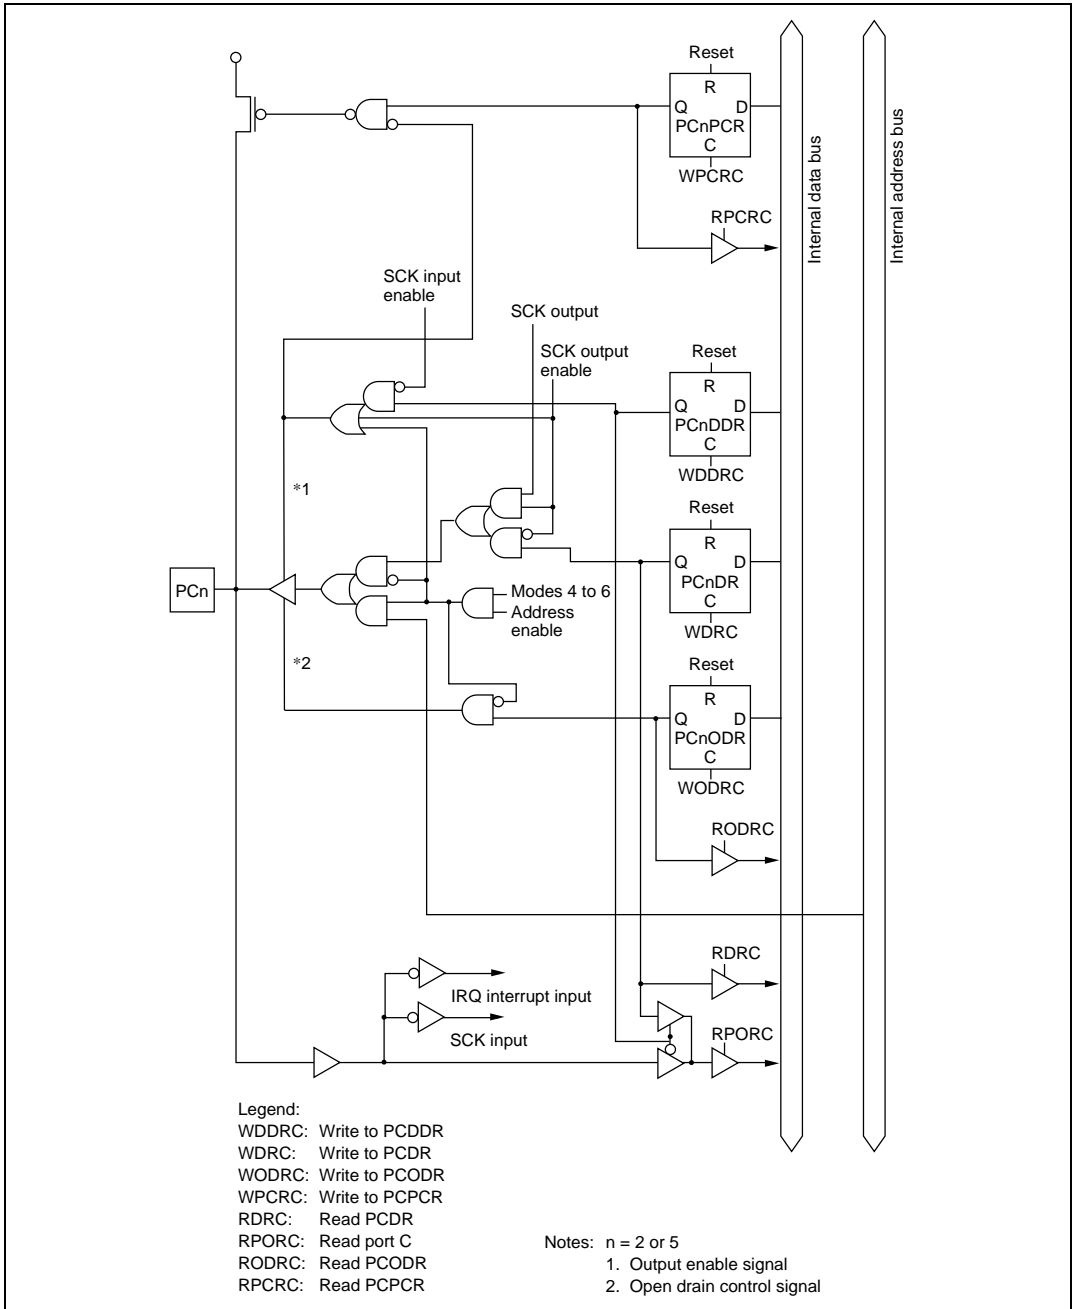 Reset
R
Q D
PCnPCR
C
WPCRC
RPCRC
Internal data bus
Internal address bus
SCK input
enable
SCK output
SCK output
enable
Reset
R
Q D
PCnDDR
C
WDDRC
*1
Reset
R
Q D
PCnDR
C
WDRC
PCn
Modes 4 to 6
Address
enable
*2
Reset
R
Q D
PCnODR
C
WODRC
RODRC
RDRC
IRQ interrupt input
SCK input
RPORC
Legend:
WDDRC: Write to PCDDR
WDRC: Write to PCDR
WODRC: Write to PCODR
WPCRC: Write to PCPCR
RDRC: Read PCDR
RPORC: Read port C
RODRC: Read PCODR
RPCRC: Read PCPCR
Notes: n = 2 or 5
1. Output enable signal
2. Open drain control signal